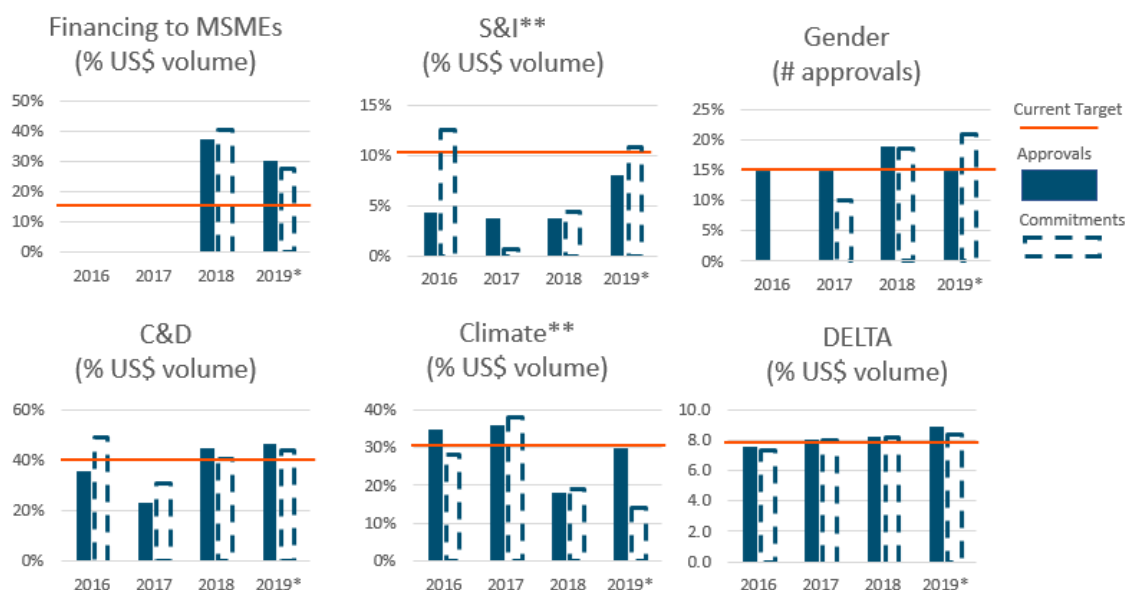 Financing to MSMEs
(% US$ volume)
50%
40%
30%
20%
10%
0%
2016 2017 2018 2019*
S&I**
(% US$ volume)
15%
10%
5%
0%
2016 2017 2018 2019*
Gender
(# approvals)
25%
20%
15%
10%
5%
0%
2016 2017 2018 2019*
Current Target
Approvals
Commitments
C&D
(% US$ volume)
60%
40%
20%
0%
2016 2017 2018 2019*
Climate**
(% US$ volume)
40%
30%
20%
10%
0%
2016 2017 2018 2019*
DELTA
(% US$ volume)
10.0
8.0
6.0
4.0
2.0
0.0
2016 2017 2018 2019*